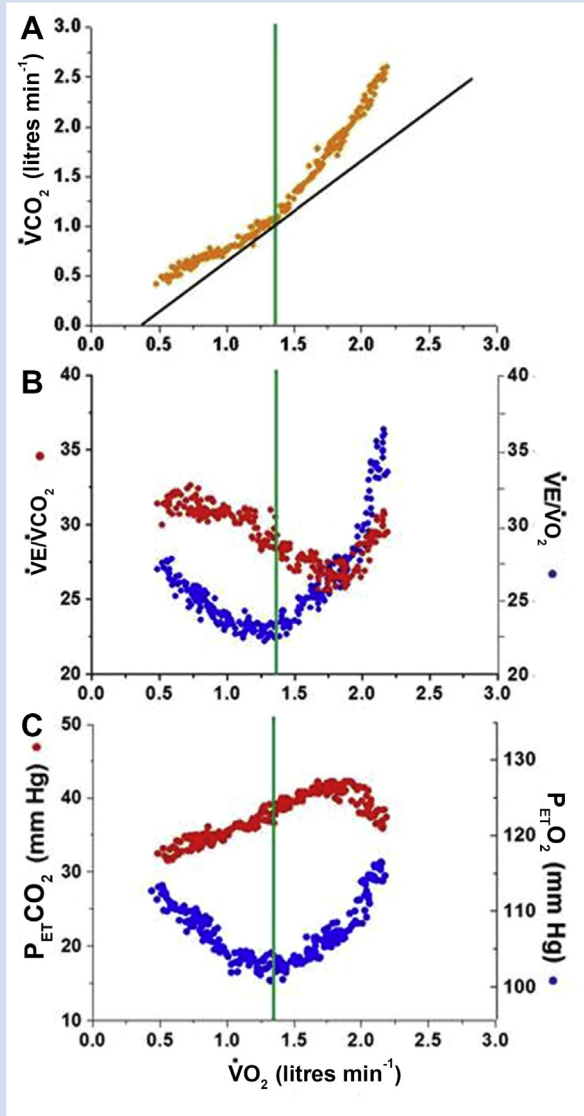 A
V̇CO₂ (litres min⁻¹)
3.0
2.5
2.0
1.5
1.0
0.5
0.0
0.0 0.5 1.0 1.5 2.0 2.5 3.0
B
V̇E/V̇CO₂
40
35
30
25
20
40
35
30
25
20
V̇E/V̇O₂
0.0 0.5 1.0 1.5 2.0 2.5 3.0
C
P_ETCO₂ (mm Hg)
50
40
30
20
10
130
120
110
100
P_ETO₂ (mm Hg)
0.0 0.5 1.0 1.5 2.0 2.5 3.0
V̇O₂ (litres min⁻¹)